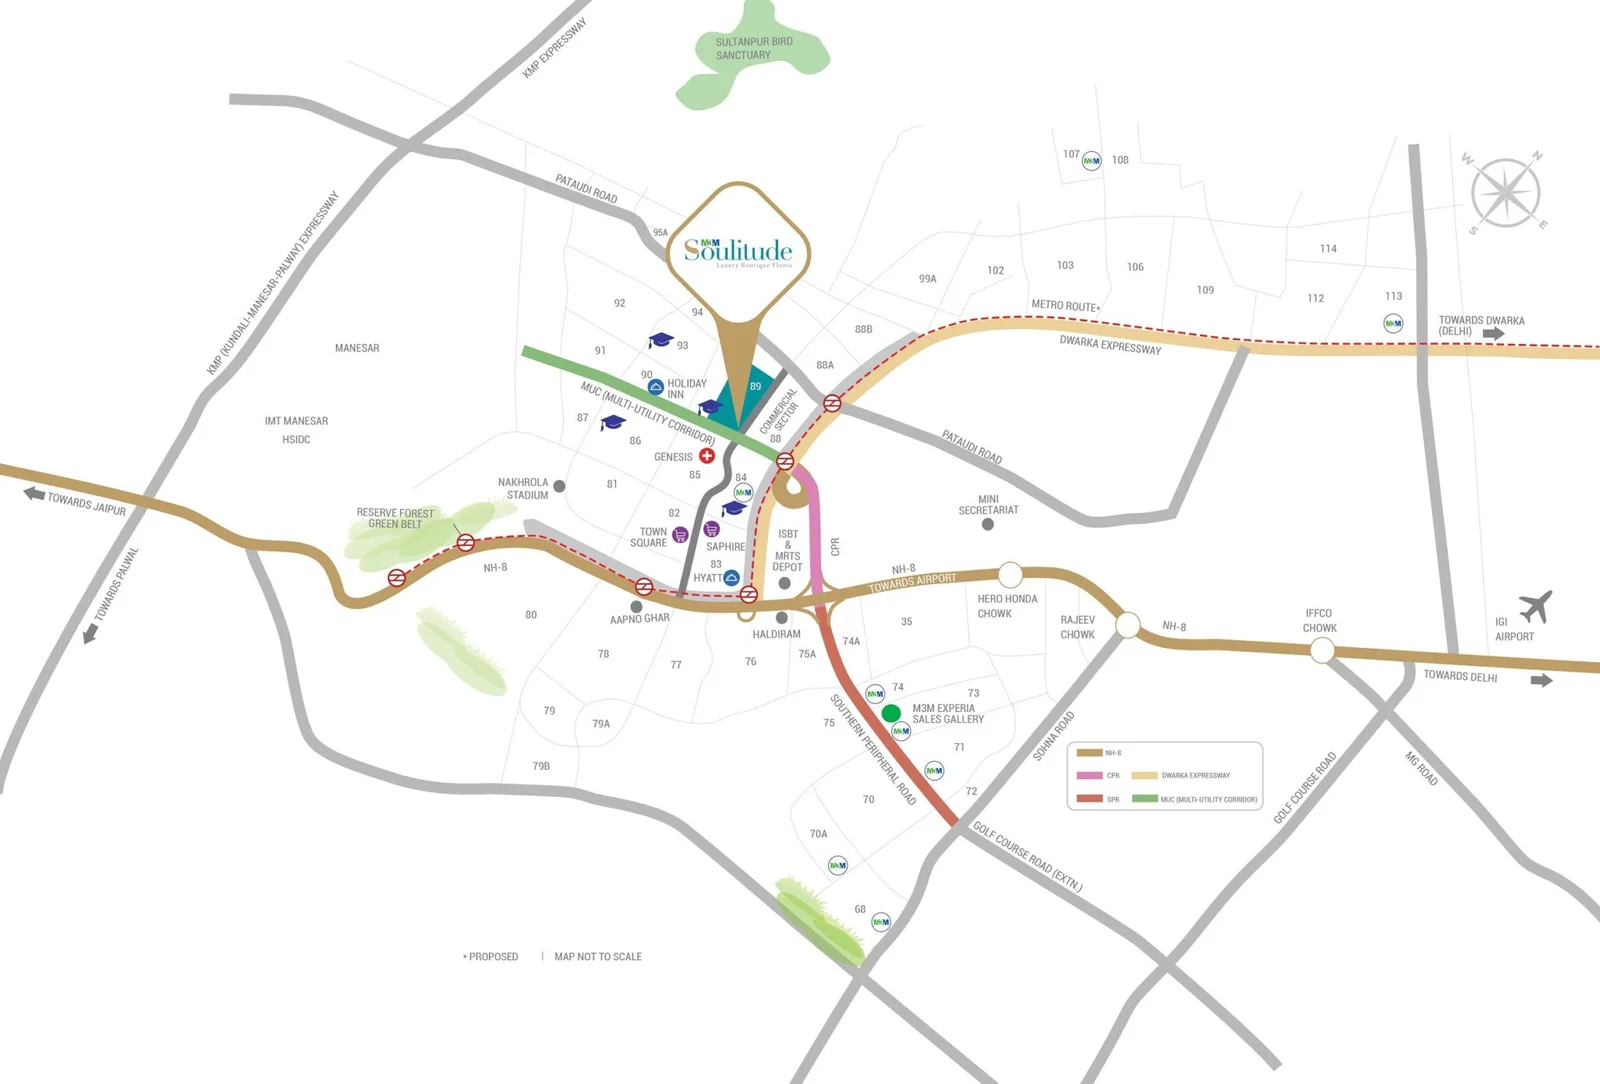 SULTANPUR BIRD
SANCTUARY
KMP EXPRESSWAY
PATAUDI ROAD
95A
M3M
Soulitude
Luxury Boutique Floors
107
M3M
108
W
N
S
E
KMP (KUNDALI-MANESAR-PALWAY) EXPRESSWAY
MANESAR
IMT MANESAR
HSIDC
92
94
93
91
90
HOLIDAY
INN
89
87
86
MUC (MULTI-UTILITY CORRIDOR)
COMMERCIAL
SECTOR
88
88A
88B
99A
102
103
106
109
112
113
114
M3M
METRO ROUTE*
DWARKA EXPRESSWAY
TOWARDS DWARKA
(DELHI)
PATAUDI ROAD
GENESIS
85
84
M3M
81
82
NAKHROLA
STADIUM
TOWN
SQUARE
SAPHIRE
83
HYATT
ISBT
&
MRTS
DEPOT
CPR
MINI
SECRETARIAT
TOWARDS JAIPUR
RESERVE FOREST
GREEN BELT
NH-8
TOWARDS PALWAL
AAPNO GHAR
HALDIRAM
NH-8
TOWARDS AIRPORT
HERO HONDA
CHOWK
RAJEEV
CHOWK
NH-8
IFFCO
CHOWK
IGI
AIRPORT
TOWARDS DELHI
80
78
77
76
75A
74A
35
79
79A
79B
75
74
M3M
73
M3M EXPERIA
SALES GALLERY
M3M
71
M3M
72
70
70A
M3M
68
M3M
SOUTHERN PERIPHERAL ROAD
SOHNA ROAD
GOLF COURSE ROAD (EXTN.)
GOLF COURSE ROAD
MG ROAD
NH-8
CPR
DWARKA EXPRESSWAY
SPR
MUC (MULTI-UTILITY CORRIDOR)
* PROPOSED | MAP NOT TO SCALE